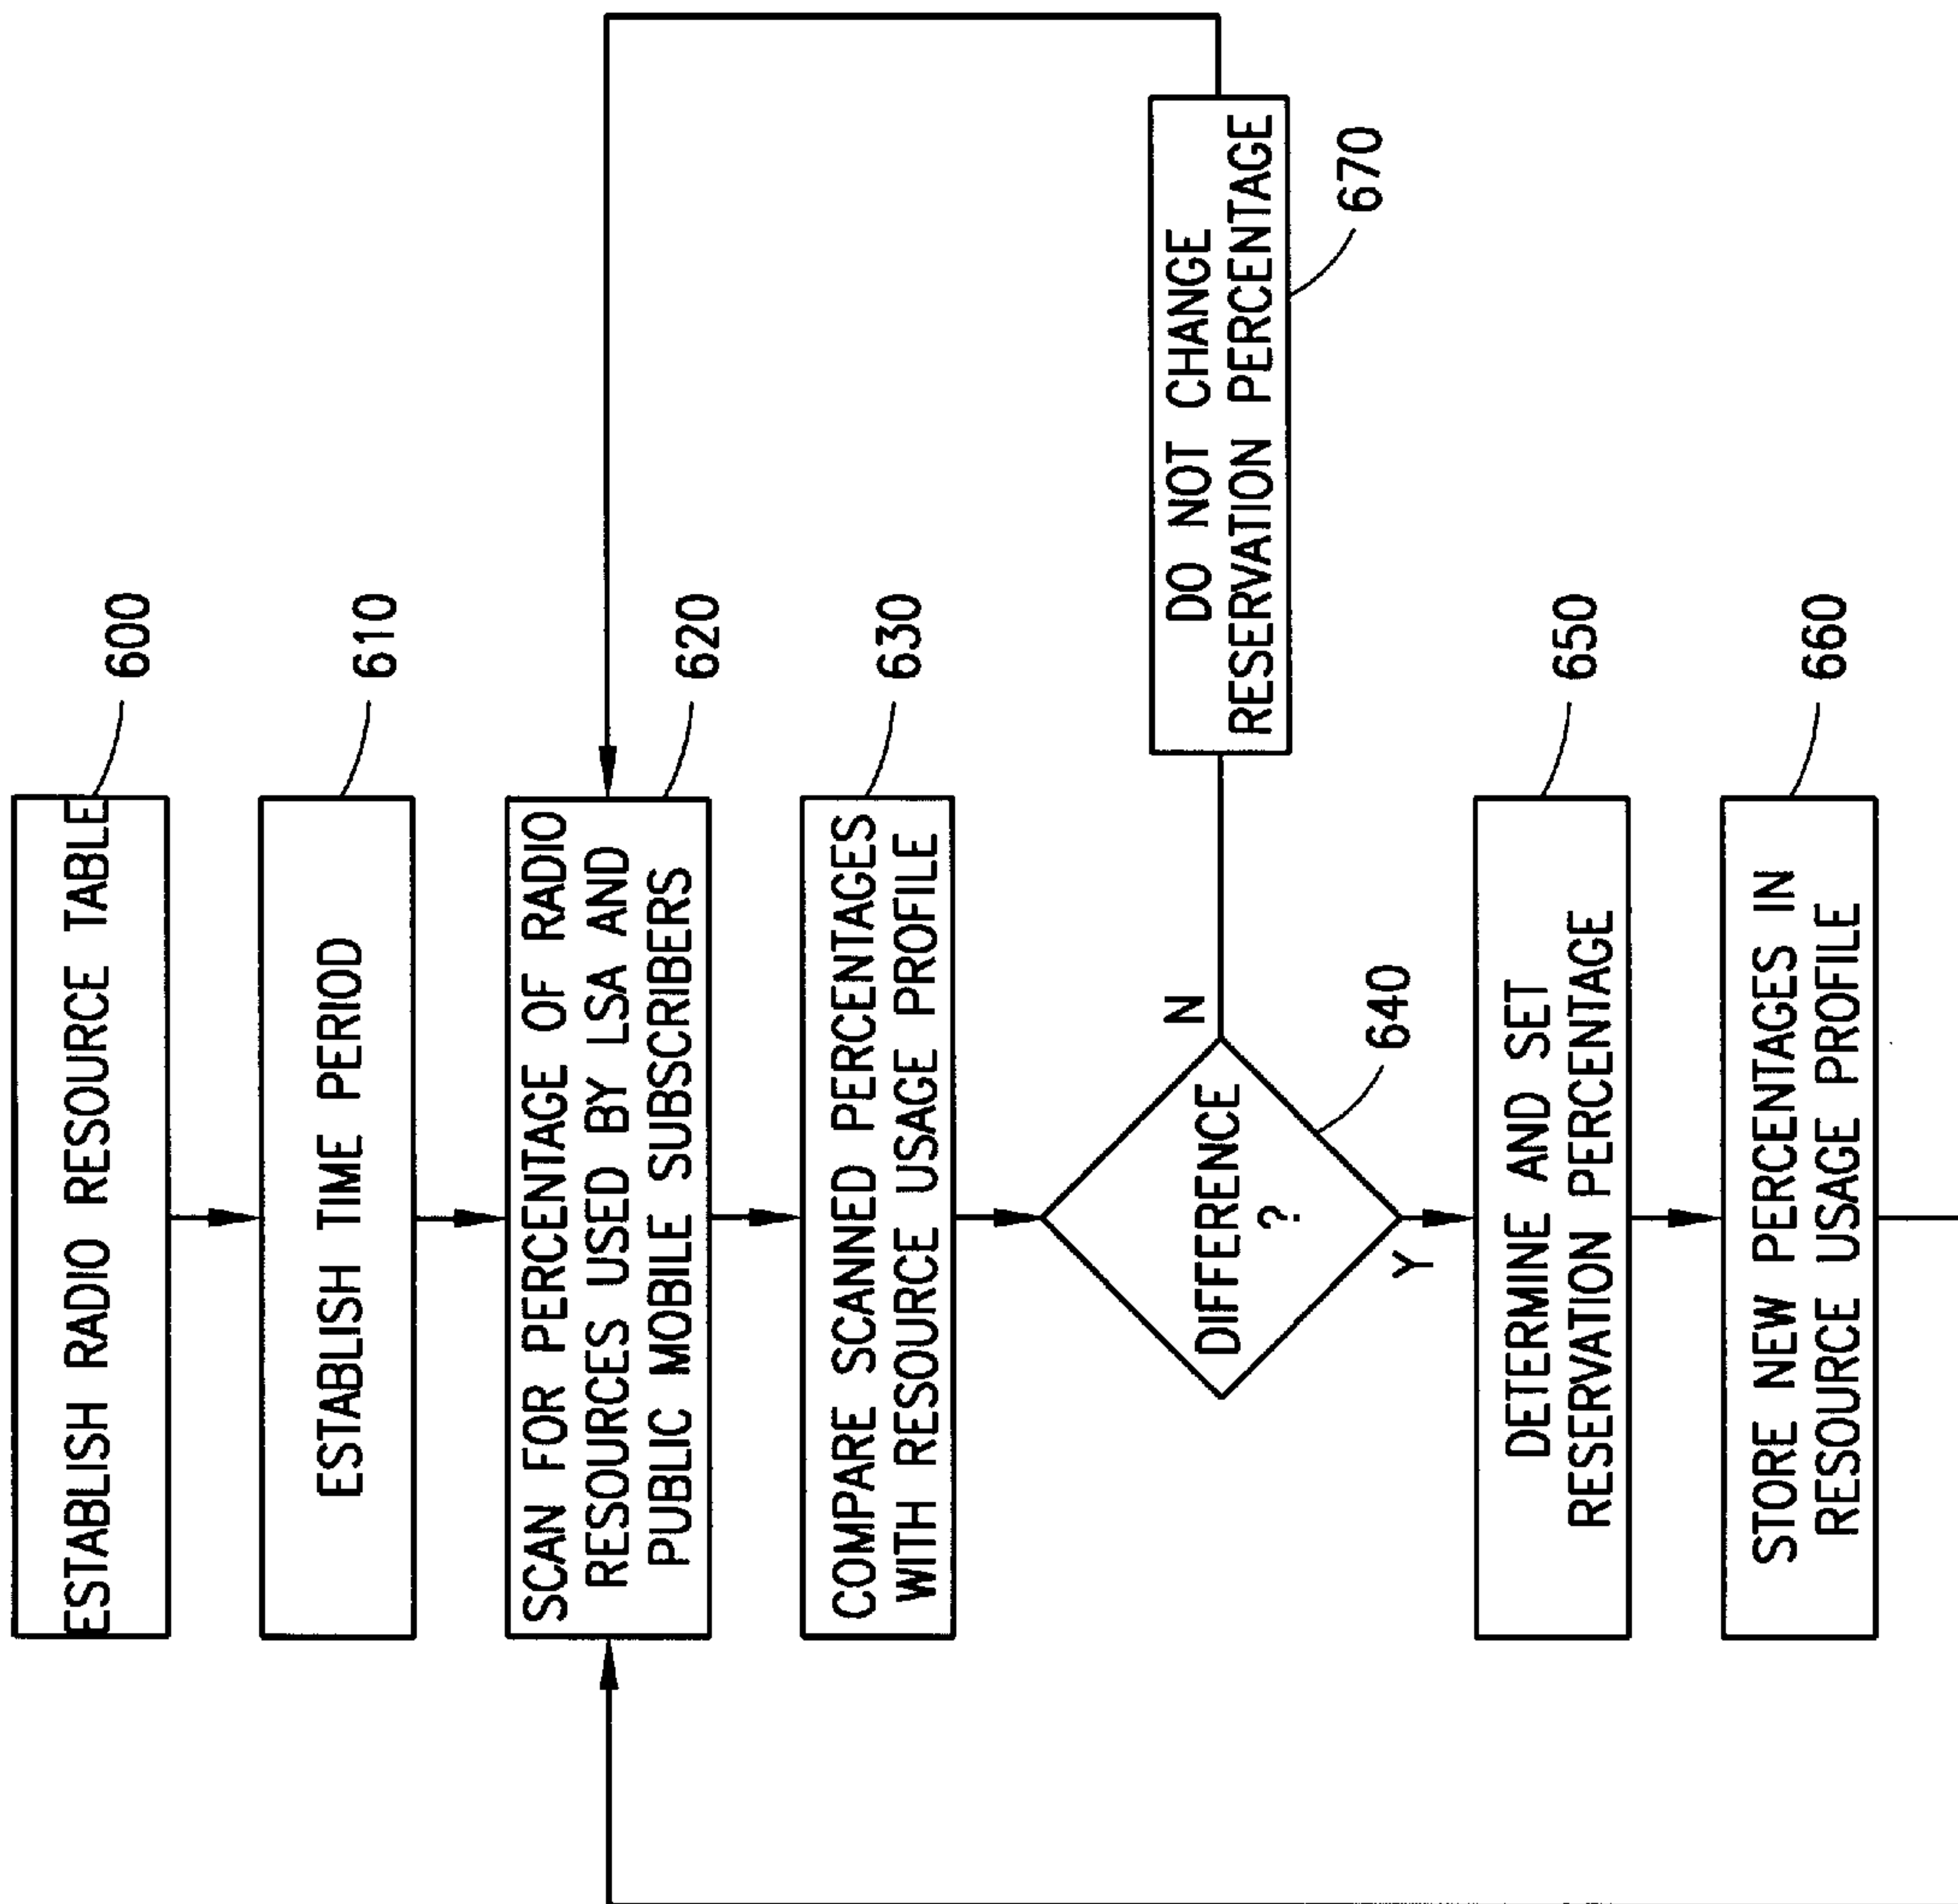 ESTABLISH RADIO RESOURCE TABLE
600
ESTABLISH TIME PERIOD
610
SCAN FOR PERCENTAGE OF RADIO
RESOURCES USED BY LSA AND
PUBLIC MOBILE SUBSCRIBERS
620
COMPARE SCANNED PERCENTAGES
WITH RESOURCE USAGE PROFILE
630
DIFFERENCE
?
640
N
DO NOT CHANGE
RESERVATION PERCENTAGE
670
Y
DETERMINE AND SET
RESERVATION PERCENTAGE
650
STORE NEW PERCENTAGES IN
RESOURCE USAGE PROFILE
660